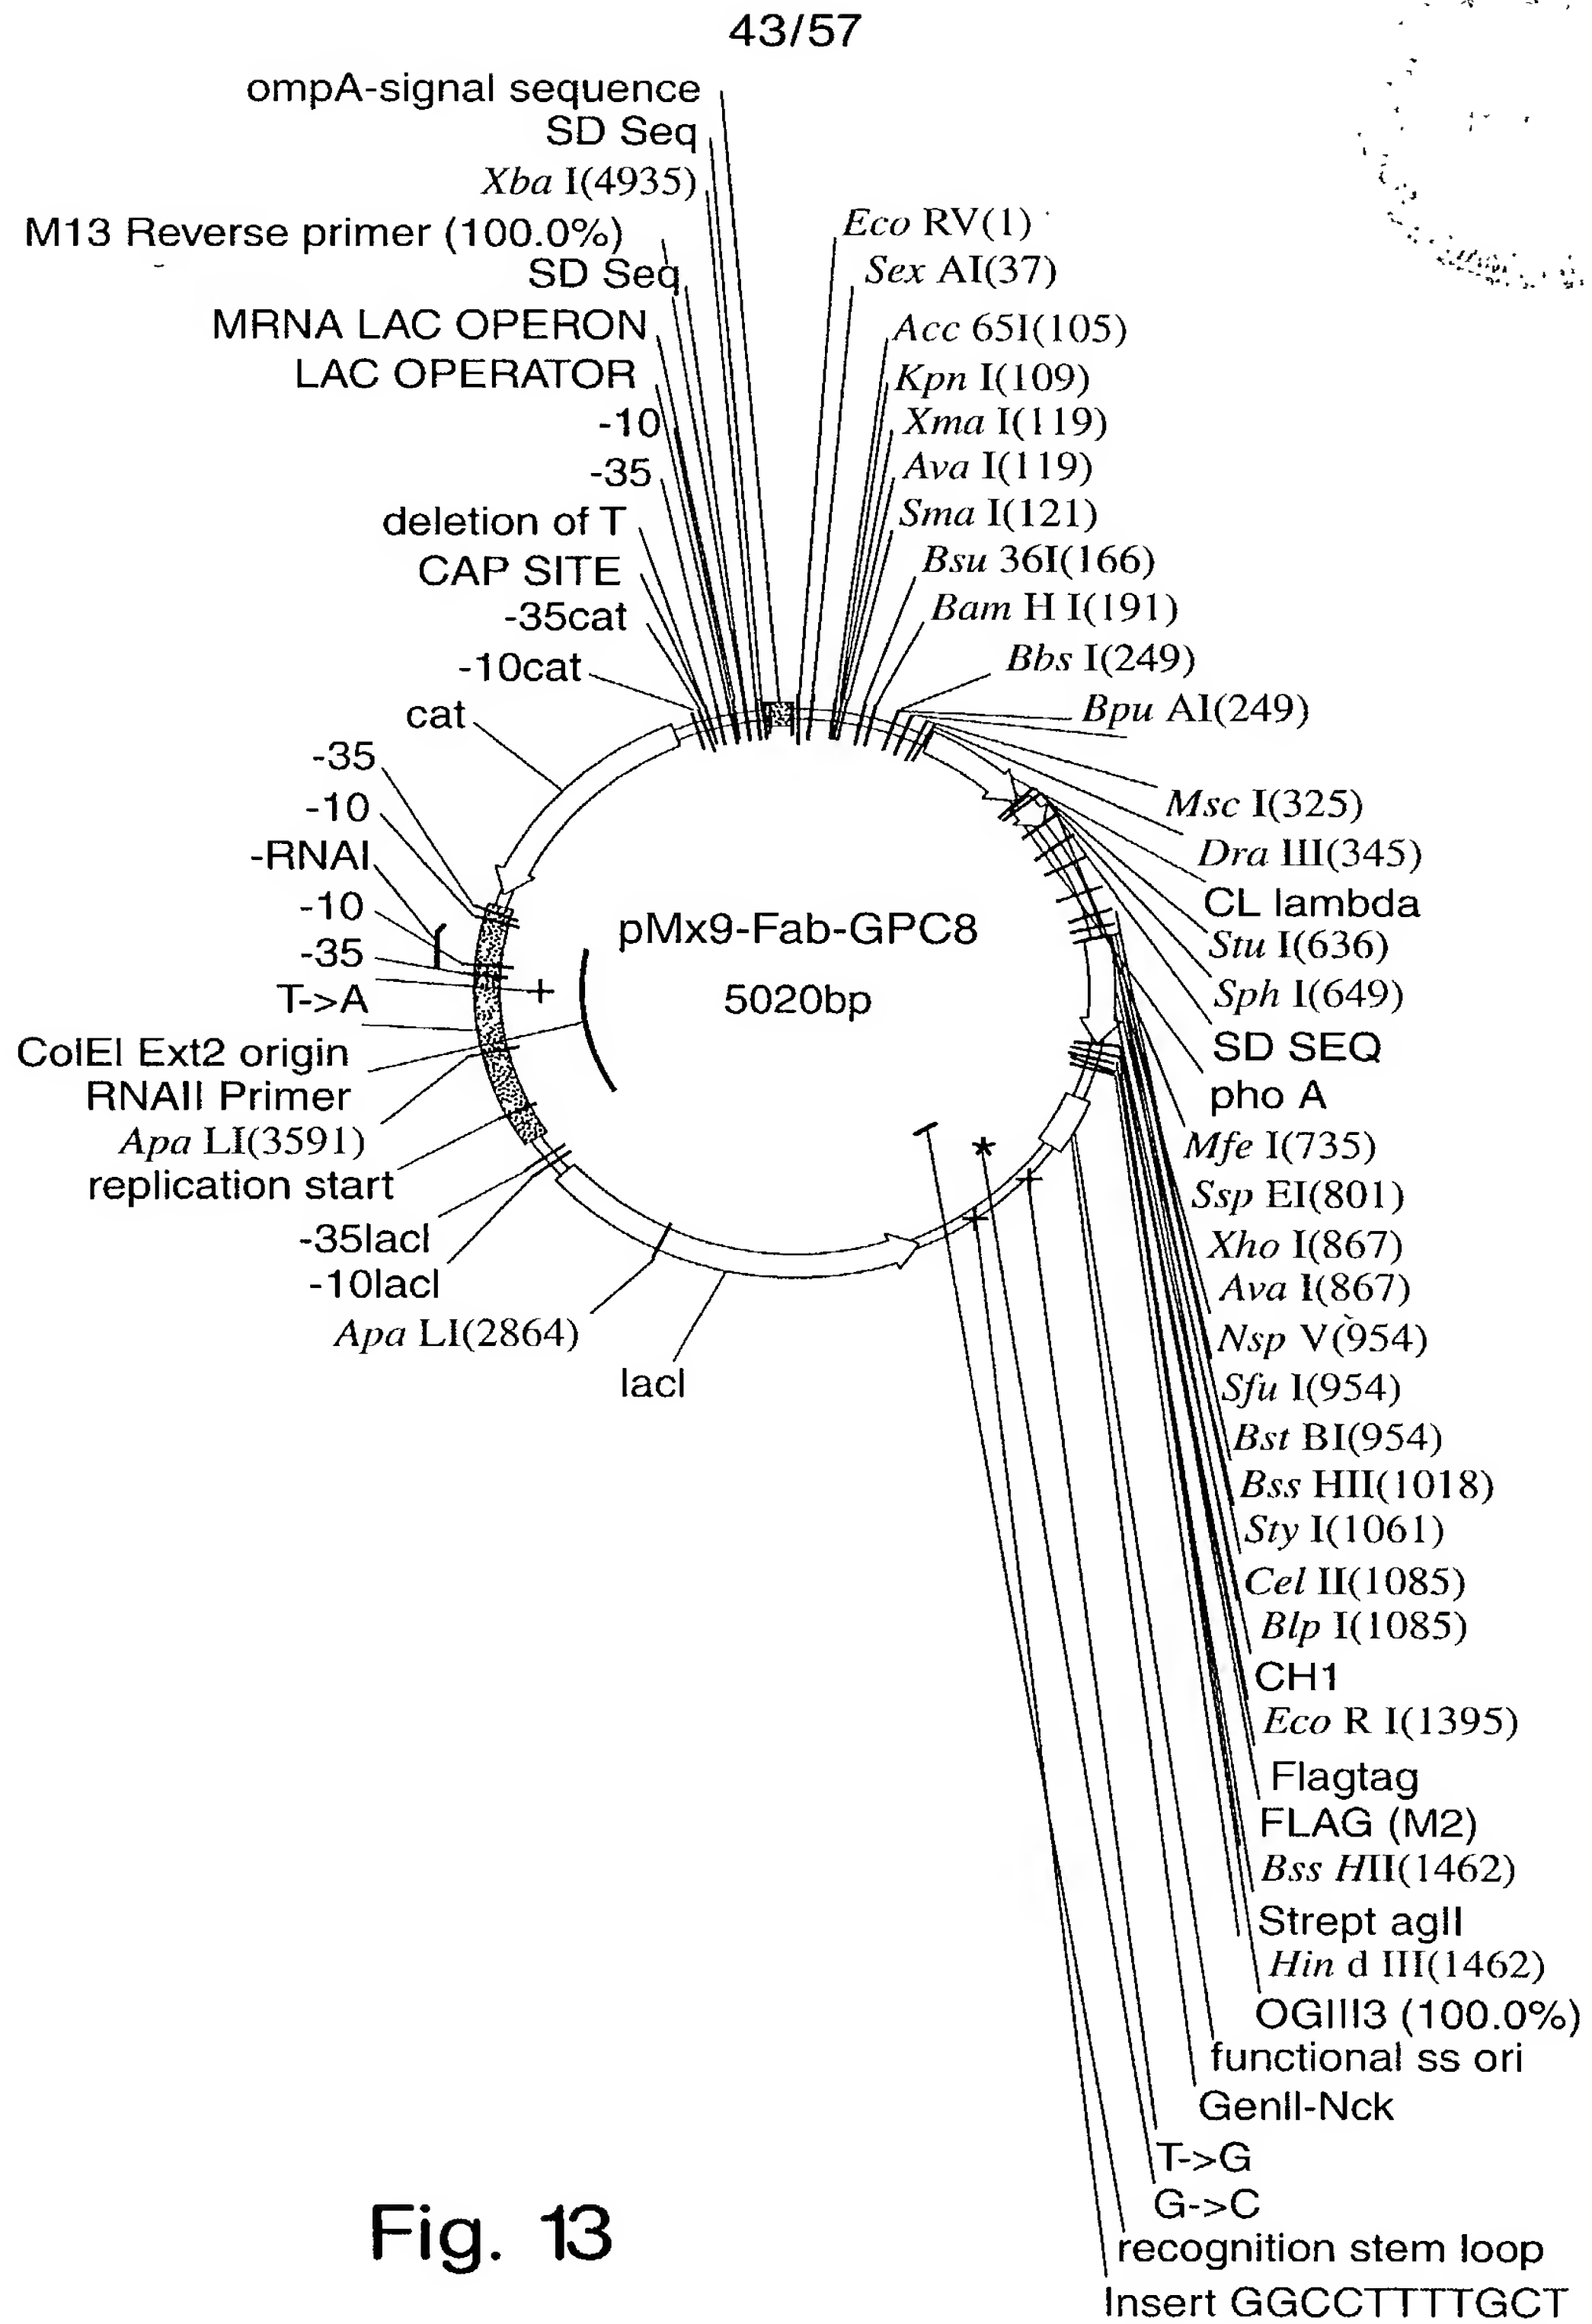 43/57
ompA-signal sequence
SD Seq
Xba I(4935)
M13 Reverse primer (100.0%)
SD Seq
MRNA LAC OPERON
LAC OPERATOR
-10
-35
deletion of T
CAP SITE
-35cat
-10cat
cat
-35
-10
-RNAI
-10
-35
T->A
ColEI Ext2 origin
RNAII Primer
Apa LI(3591)
replication start
-35lacI
-10lacI
Apa LI(2864)
lacI
pMx9-Fab-GPC8
5020bp
Eco RV(1)
Sex AI(37)
Acc 65I(105)
Kpn I(109)
Xma I(119)
Ava I(119)
Sma I(121)
Bsu 36I(166)
Bam H I(191)
Bbs I(249)
Bpu AI(249)
Msc I(325)
Dra III(345)
CL lambda
Stu I(636)
Sph I(649)
SD SEQ
pho A
Mfe I(735)
Ssp EI(801)
Xho I(867)
Ava I(867)
Nsp V(954)
Sfu I(954)
Bst BI(954)
Bss HII(1018)
Sty I(1061)
Cel II(1085)
Blp I(1085)
CH1
Eco R I(1395)
Flagtag
FLAG (M2)
Bss HII(1462)
Strept agII
Hin d III(1462)
OGIII3 (100.0%)
functional ss ori
GenII-Nck
T->G
G->C
recognition stem loop
Insert GGCCTTTTGCT
Fig. 13